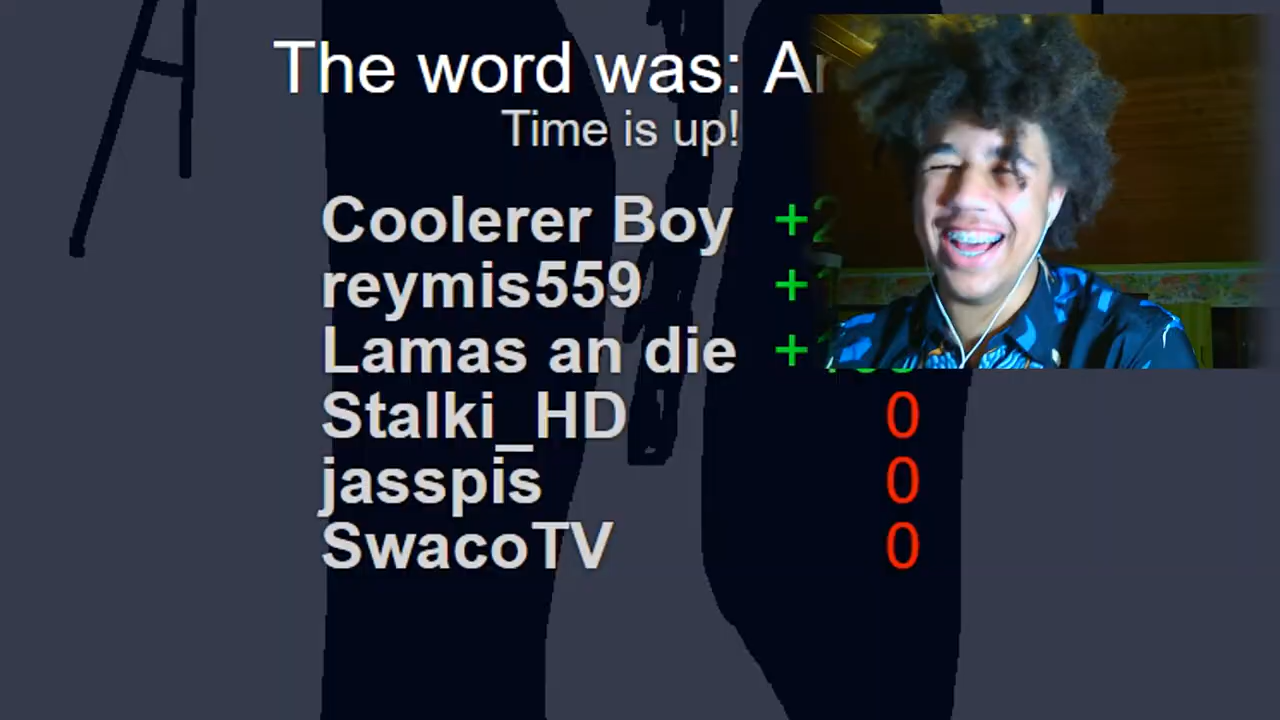 The word was:
Time is up!
Coolerer Boy
reymis559
Lamas an die
Stalki_HD 0
jasspis 0
SwacoTV 0